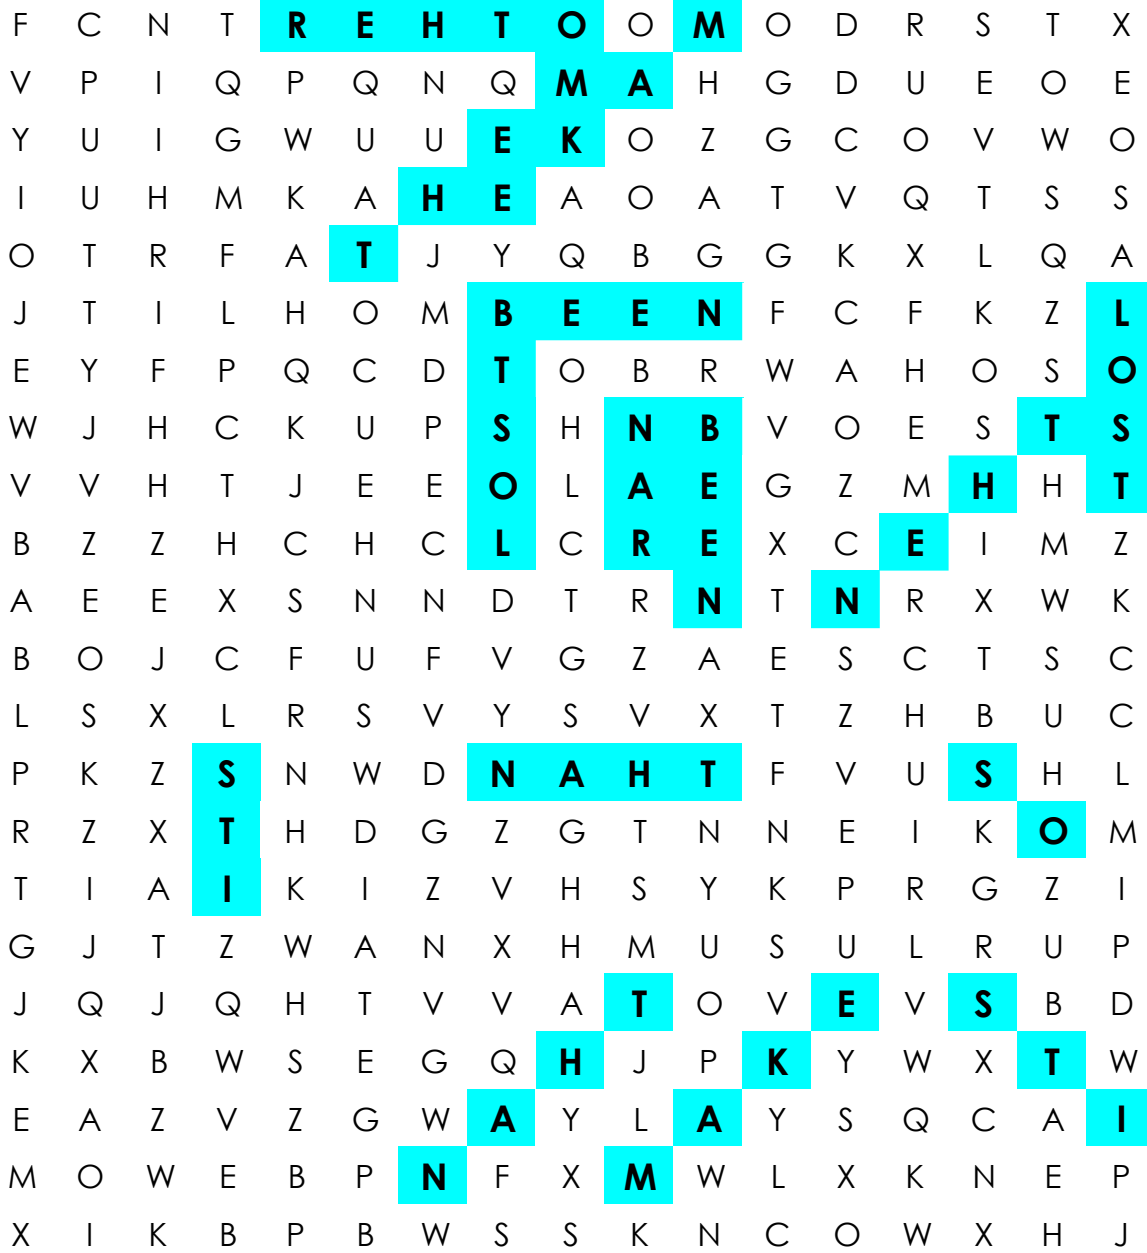 F C N T R E H T O O M O D R S T X
V P I Q P Q N Q M A H G D U E O E
Y U I G W U U E K O Z G C O V W O
I U H M K A H E A O A T V Q T S S
O T R F A T J Y Q B G G K X L Q A
J T I L H O M B E E N F C F K Z L
E Y F P Q C D T O B R W A H O S O
W J H C K U P S H N B V O E S T S
V V H T J E E O L A E G Z M H H T
B Z Z H C H C L C R E X C E I M Z
A E E X S N N D T R N T N R X W K
B O J C F U F V G Z A E S C T S C
L S X L R S V Y S V X T Z H B U C
P K Z S N W D N A H T F V U S H L
R Z X T H D G Z G T N N E I K O M
T I A I K I Z V H S Y K P R G Z I
G J T Z W A N X H M U S U L R U P
J Q J Q H T V V A T O V E V S B D
K X B W S E G Q H J P K Y W X T W
E A Z V Z G W A Y L A Y S Q C A I
M O W E B P N F X M W L X K N E P
X I K B P B W S S K N C O W X H J